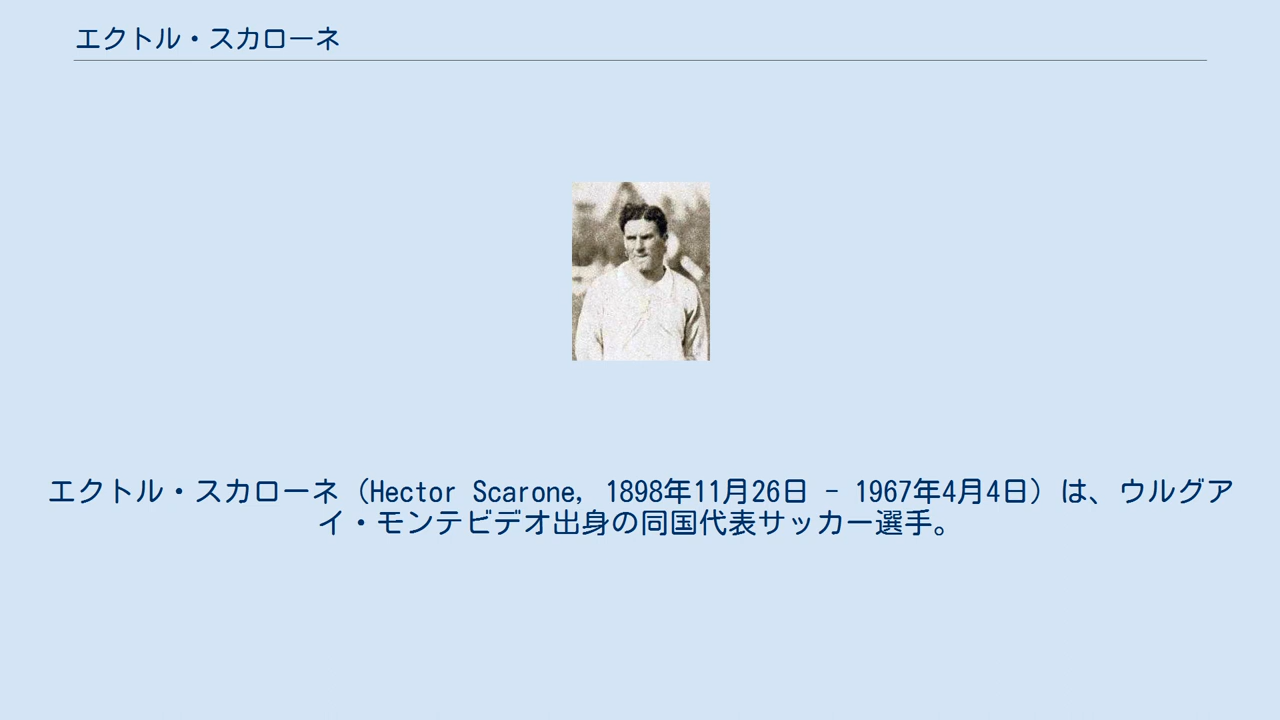 エクトル・スカローネ
エクトル・スカローネ（Hector Scarone, 1898年11月26日 - 1967年4月4日）は、ウルグア
イ・モンテビデオ出身の同国代表サッカー選手。